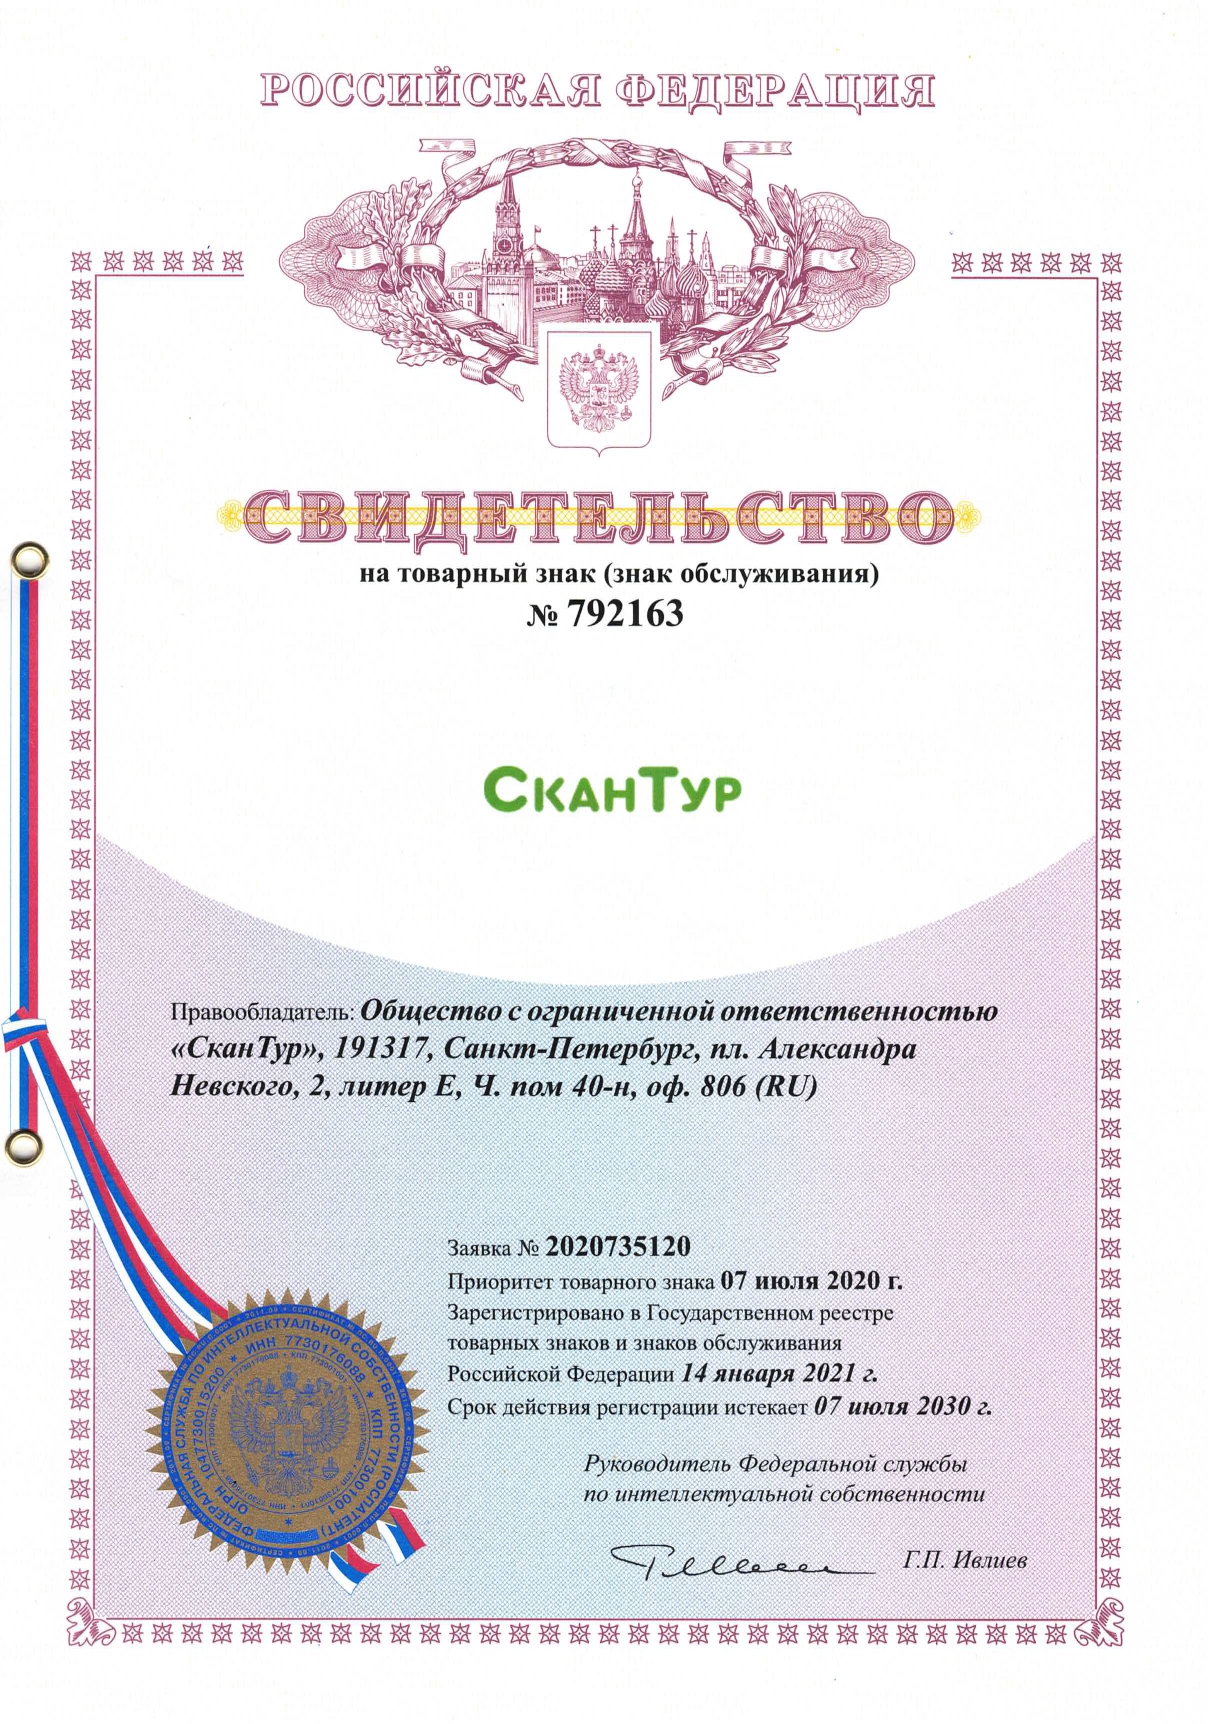 РОССИЙСКАЯ ФЕДЕРАЦИЯ
СВИДЕТЕЛЬСТВО
на товарный знак (знак обслуживания)
№ 792163
СканТур
Правообладатель: Общество с ограниченной ответственностью
«СканТур», 191317, Санкт-Петербург, пл. Александра
Невского, 2, литер Е, Ч. пом 40-н, оф. 806 (RU)
Заявка № 2020735120
Приоритет товарного знака 07 июля 2020 г.
Зарегистрировано в Государственном реестре
товарных знаков и знаков обслуживания
Российской Федерации 14 января 2021 г.
Срок действия регистрации истекает 07 июля 2030 г.
Руководитель Федеральной службы
по интеллектуальной собственности
Г.П. Ивлиев
ФЕДЕРАЛЬНАЯ СЛУЖБА ПО ИНТЕЛЛЕКТУАЛЬНОЙ СОБСТВЕННОСТИ (РОСПАТЕНТ)
ОГРН 1047730015200 * ИНН 7730176088 * КПП 773001001 *